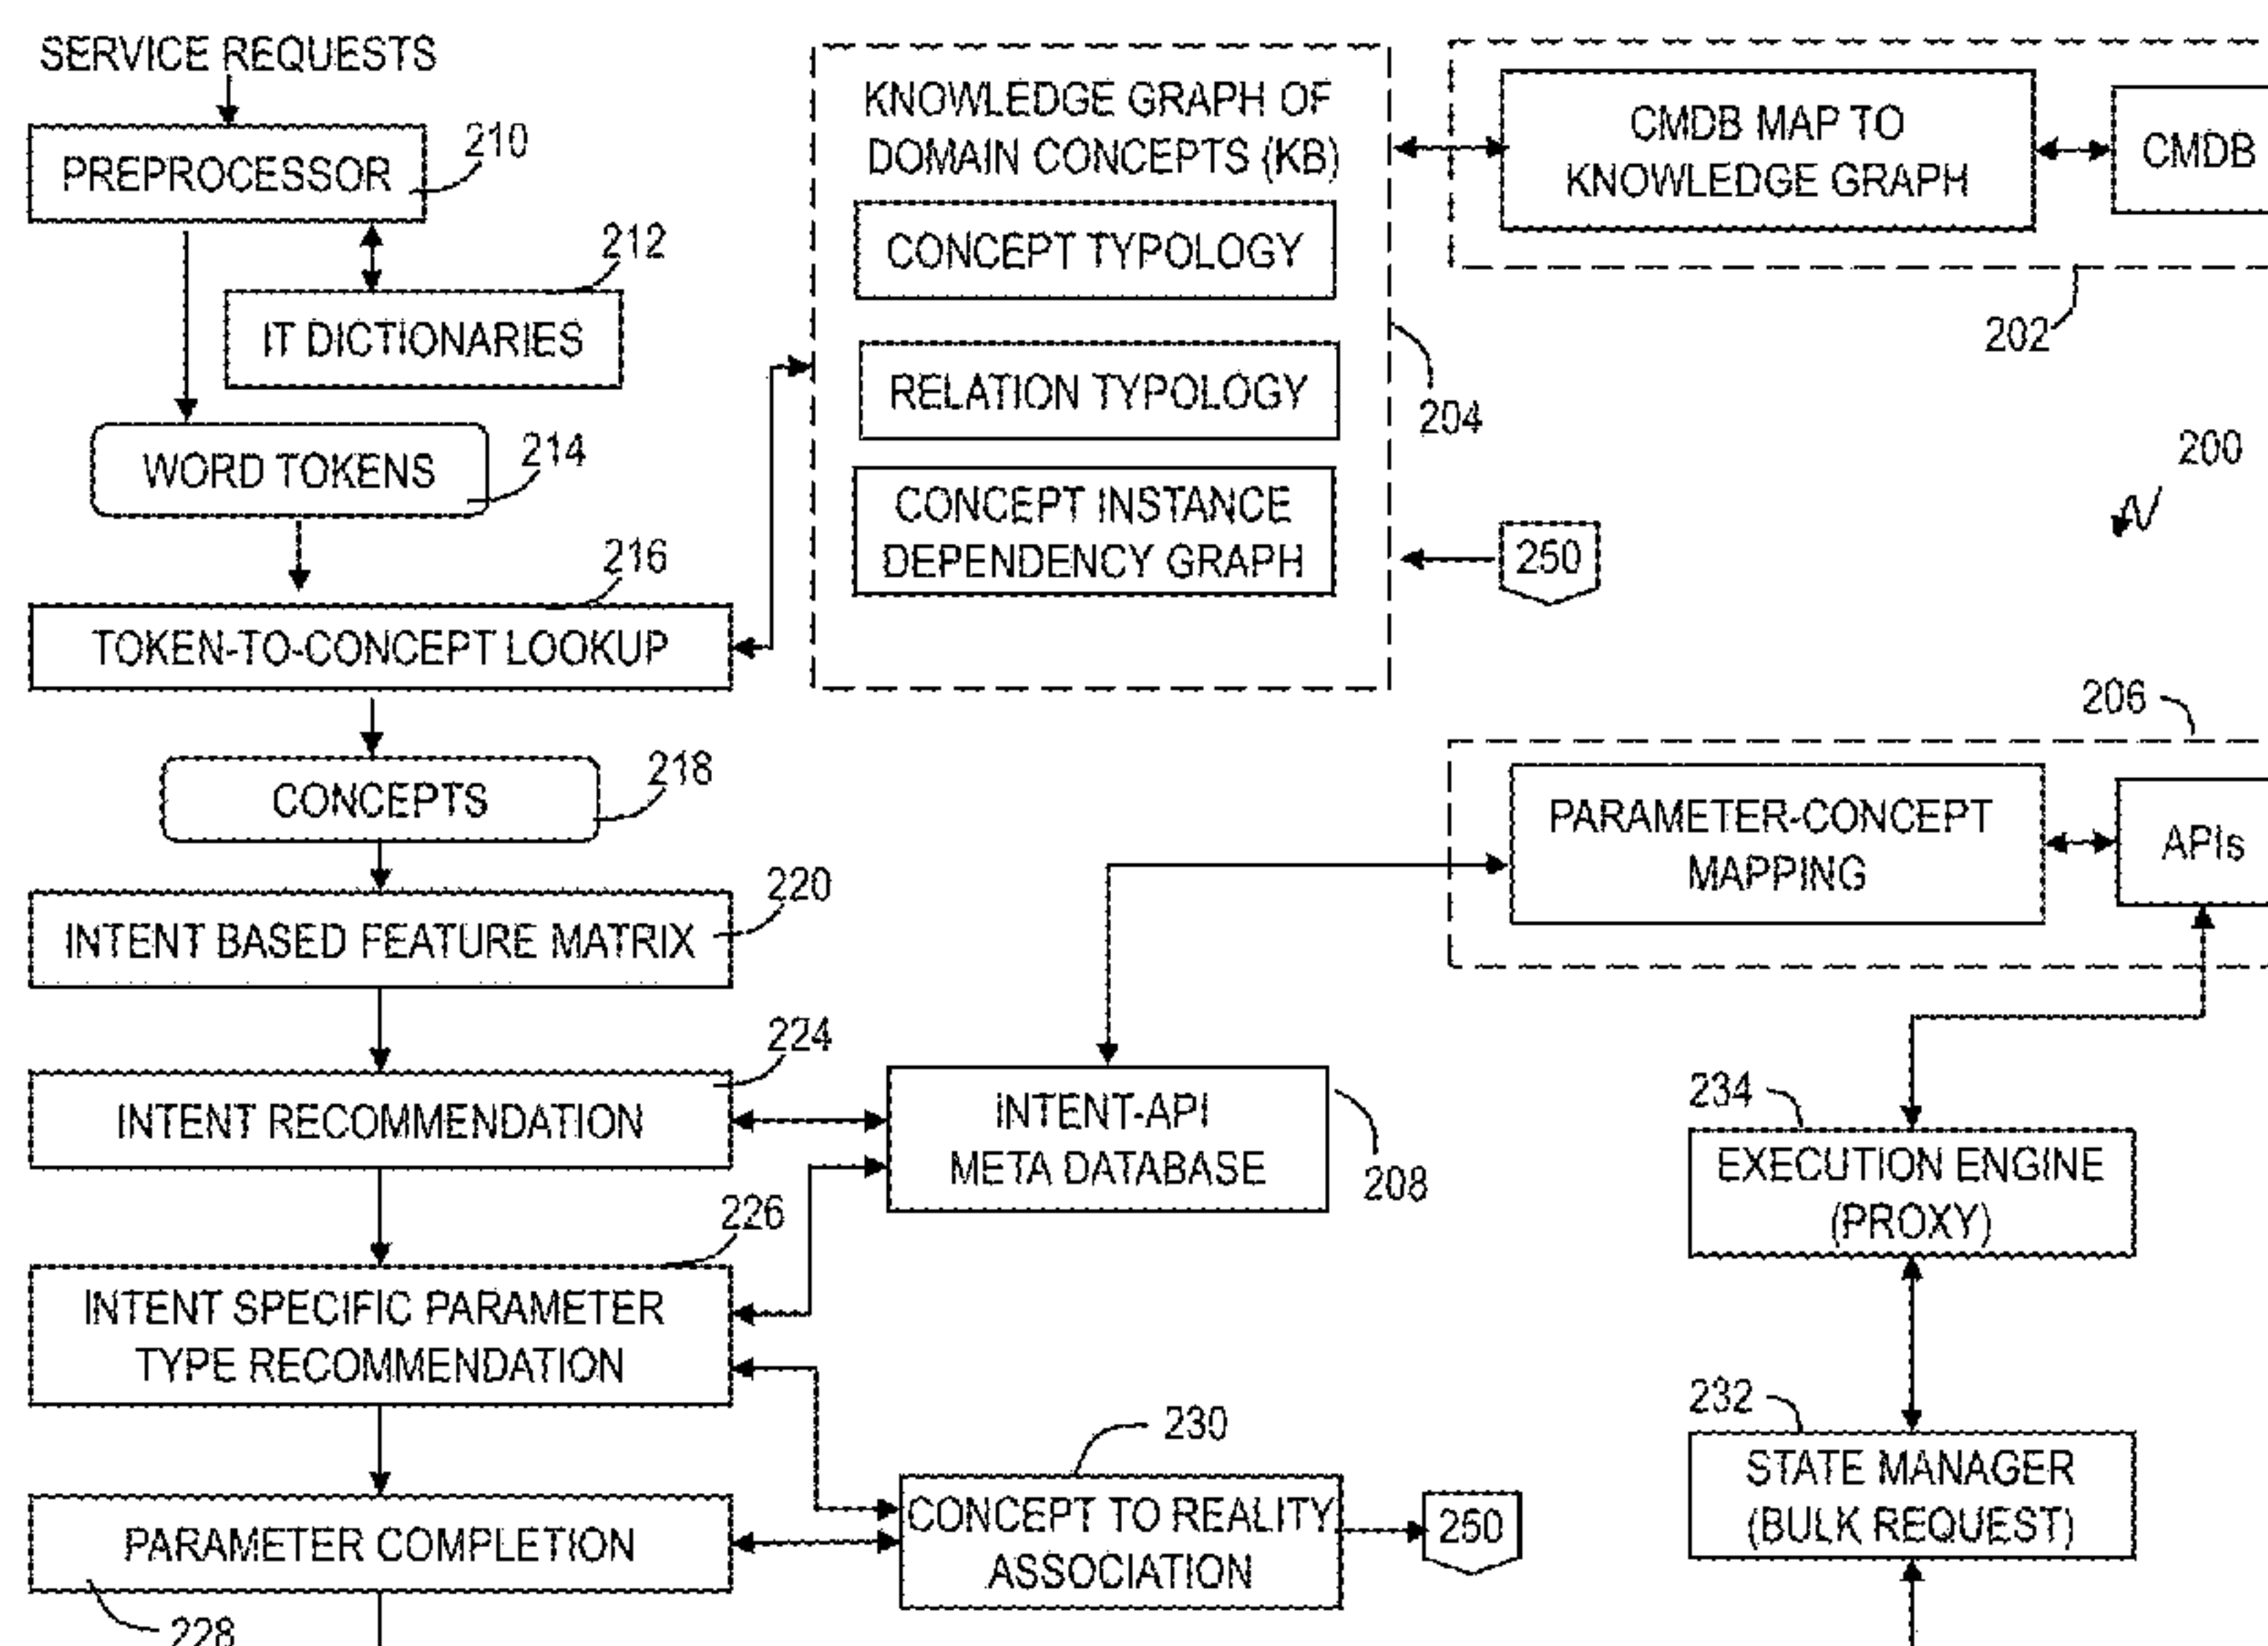 SERVICE REQUESTS
PREPROCESSOR
210
IT DICTIONARIES
212
WORD TOKENS
214
TOKEN-TO-CONCEPT LOOKUP
216
CONCEPTS
218
INTENT BASED FEATURE MATRIX
220
INTENT RECOMMENDATION
224
INTENT SPECIFIC PARAMETER
TYPE RECOMMENDATION
226
PARAMETER COMPLETION
228
KNOWLEDGE GRAPH OF
DOMAIN CONCEPTS (KB)
CONCEPT TYPOLOGY
RELATION TYPOLOGY
CONCEPT INSTANCE
DEPENDENCY GRAPH
204
250
CMDB MAP TO
KNOWLEDGE GRAPH
CMDB
202
200
206
PARAMETER-CONCEPT
MAPPING
APIs
INTENT-API
META DATABASE
208
CONCEPT TO REALITY
ASSOCIATION
230
250
234
EXECUTION ENGINE
(PROXY)
232
STATE MANAGER
(BULK REQUEST)